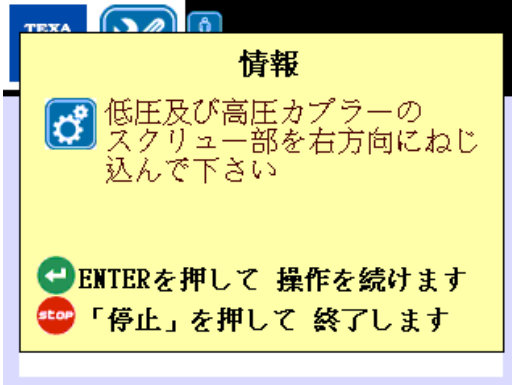 TEXA
情報
低圧及び高圧カプラーの
スクリュー部を右方向にねじ
込んで下さい
ENTERを押して 操作を続けます
stop「停止」を押して 終了します